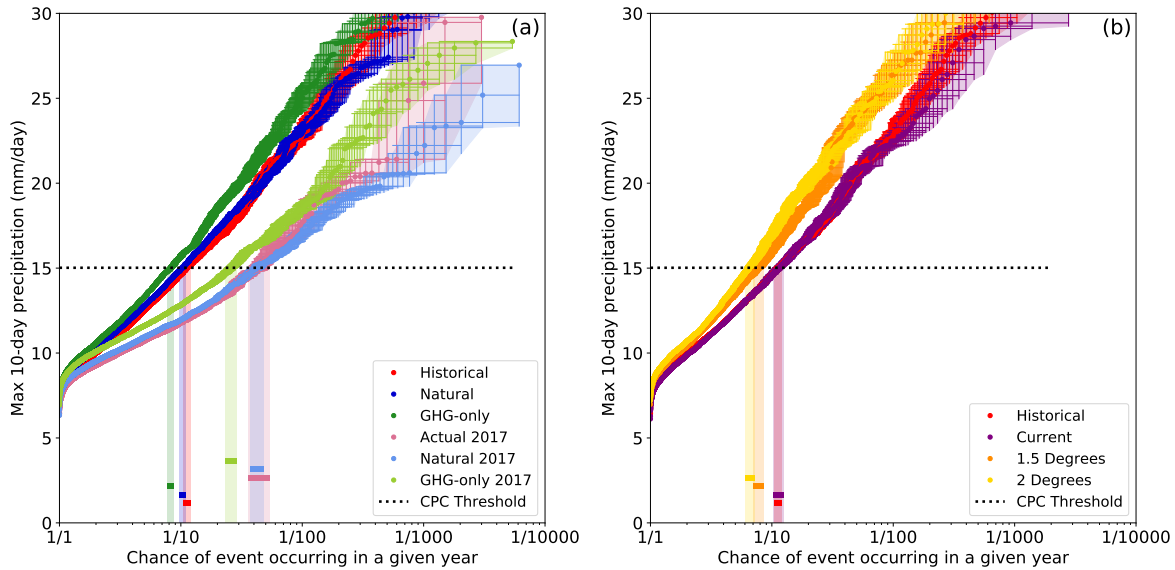 (a)
Max 10-day precipitation (mm/day)
30
25
20
15
10
5
0
Historical
Natural
GHG-only
Actual 2017
Natural 2017
GHG-only 2017
CPC Threshold
1/1
1/10
1/100
1/1000
1/10000
Chance of event occurring in a given year
(b)
Max 10-day precipitation (mm/day)
30
25
20
15
10
5
0
Historical
Current
1.5 Degrees
2 Degrees
CPC Threshold
1/1
1/10
1/100
1/1000
1/10000
Chance of event occurring in a given year